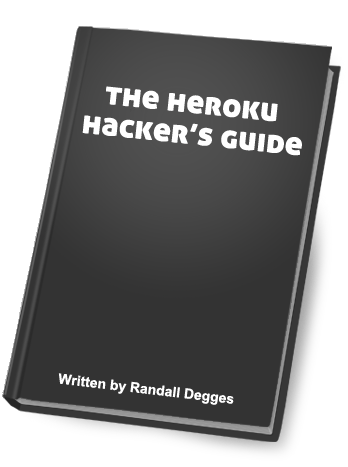 THE HEROKU
HACKER'S GUIDE
Written by Randall Degges